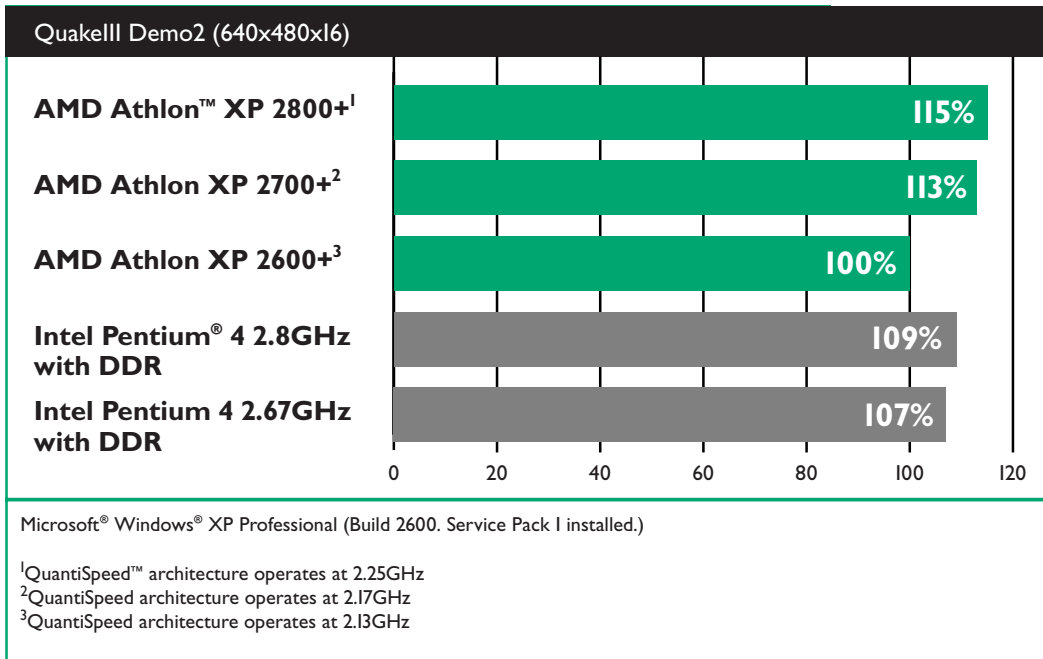 QuakeIII Demo2 (640x480x16)
AMD Athlon™ XP 2800+¹
115%
AMD Athlon XP 2700+²
113%
AMD Athlon XP 2600+³
100%
Intel Pentium® 4 2.8GHz
with DDR
109%
Intel Pentium 4 2.67GHz
with DDR
107%
0 20 40 60 80 100 120
Microsoft® Windows® XP Professional (Build 2600. Service Pack 1 installed.)
¹QuantiSpeed™ architecture operates at 2.25GHz
²QuantiSpeed architecture operates at 2.17GHz
³QuantiSpeed architecture operates at 2.13GHz